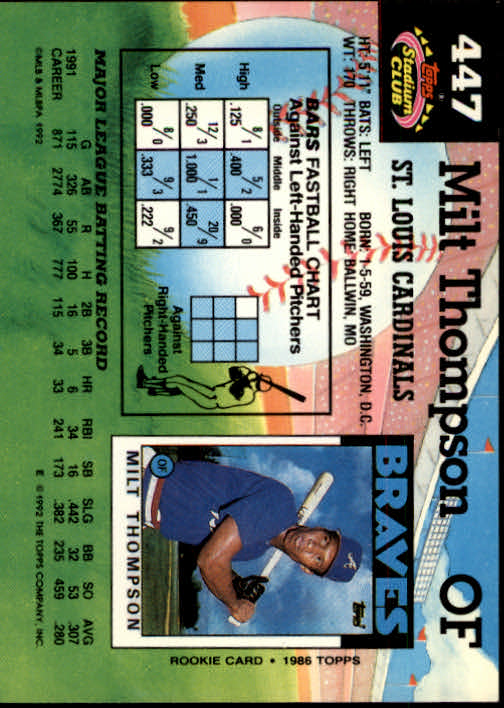 447
Topps
Stadium
CLUB
Milt Thompson OF
ST. LOUIS CARDINALS
HT: 5'11" BATS: LEFT BORN: 1-5-59, WASHINGTON, D.C.
WT: 170 THROWS: RIGHT HOME: BALLWIN, MO
BARS FASTBALL CHART
Against Left-Handed Pitchers
Outside Middle Inside
High 8/1 .125 5/2 .400 6/0 .000
Med 12/3 .250 1/1 1.000 20/9 .450
Low 8/0 .000 9/3 .333 9/2 .222
Against
Right-Handed
Pitchers
BRAVES
Topps
OF
MILT THOMPSON
ROOKIE CARD • 1986 TOPPS
MAJOR LEAGUE BATTING RECORD
G AB R H 2B 3B HR RBI SB SLG BB SO AVG
1991 115 326 55 100 16 5 6 34 16 .442 32 53 .307
CAREER 871 2774 367 777 115 34 33 241 173 .382 235 459 .280
©MLB & MLBPA 1992
E © 1992 THE TOPPS COMPANY, INC.